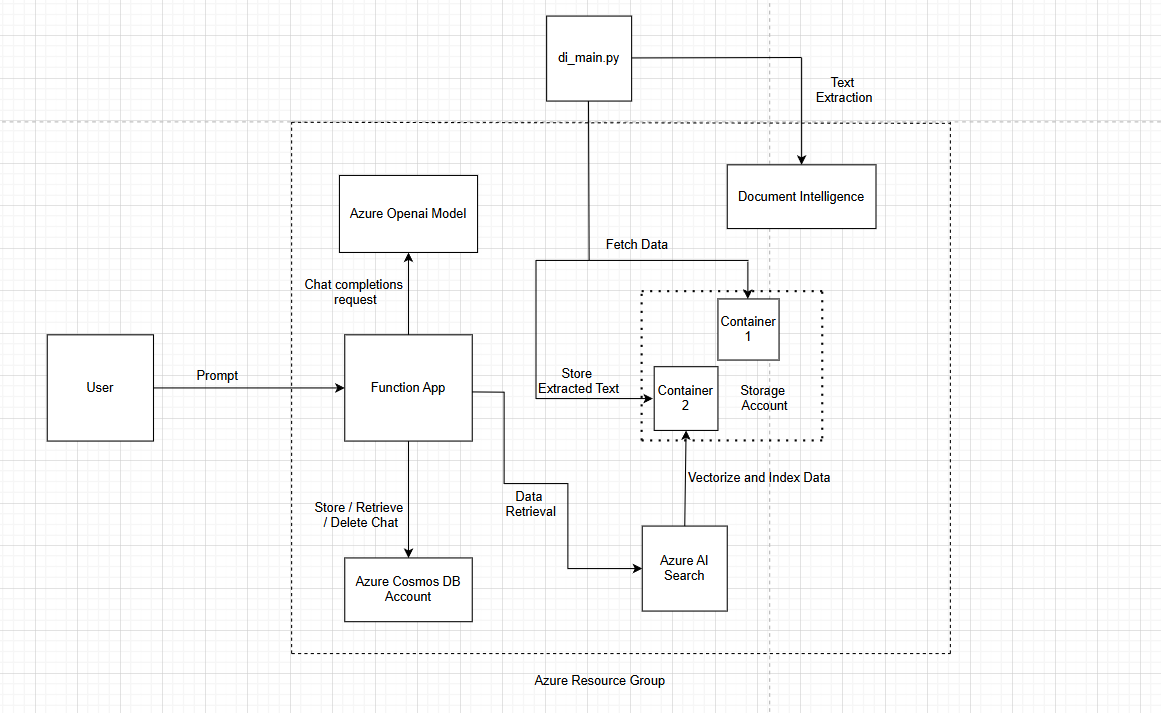 di_main.py
Text
Extraction
Document Intelligence
Azure Openai Model
Fetch Data
Chat completions
request
Container
1
User
Prompt
Function App
Store
Extracted Text
Container
2
Storage
Account
Vectorize and Index Data
Data
Retrieval
Store / Retrieve
/ Delete Chat
Azure AI
Search
Azure Cosmos DB
Account
Azure Resource Group